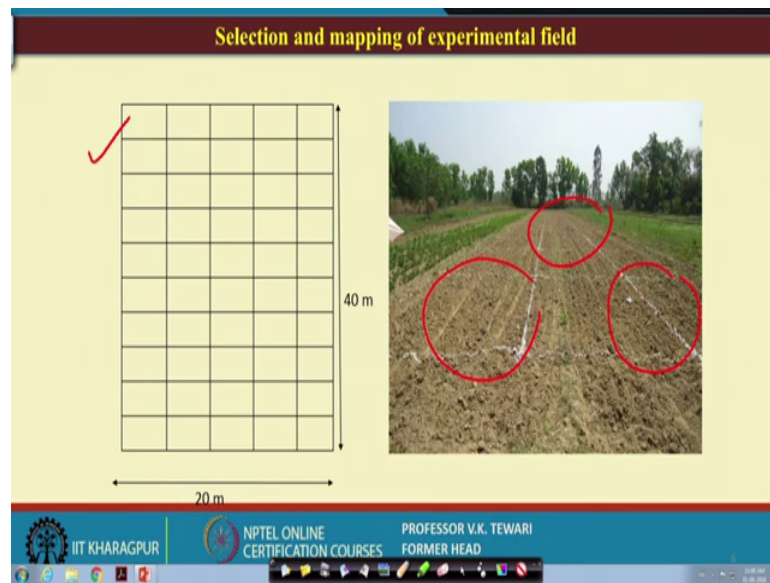 Selection and mapping of experimental field
40 m
20 m
IIT KHARAGPUR
NPTEL ONLINE
CERTIFICATION COURSES
PROFESSOR V.K. TEWARI
FORMER HEAD